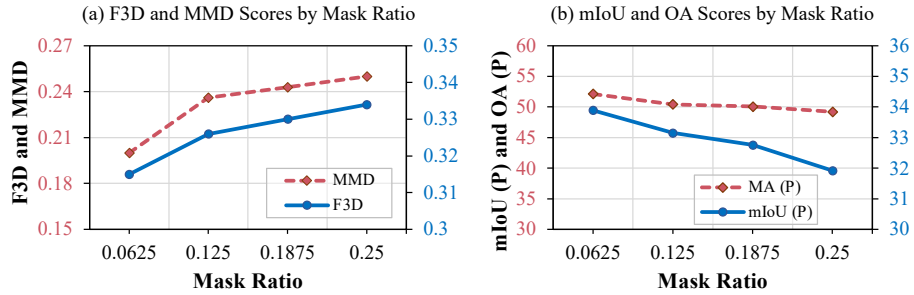 (a) F3D and MMD Scores by Mask Ratio
F3D and MMD
0.27
0.24
0.21
0.18
0.15
0.35
0.34
0.33
0.32
0.31
0.3
MMD
F3D
0.0625 0.125 0.1875 0.25
Mask Ratio
(b) mIoU and OA Scores by Mask Ratio
mIoU (P) and OA (P)
60
55
50
45
40
35
30
36
35
34
33
32
31
30
MA (P)
mIoU (P)
0.0625 0.125 0.1875 0.25
Mask Ratio